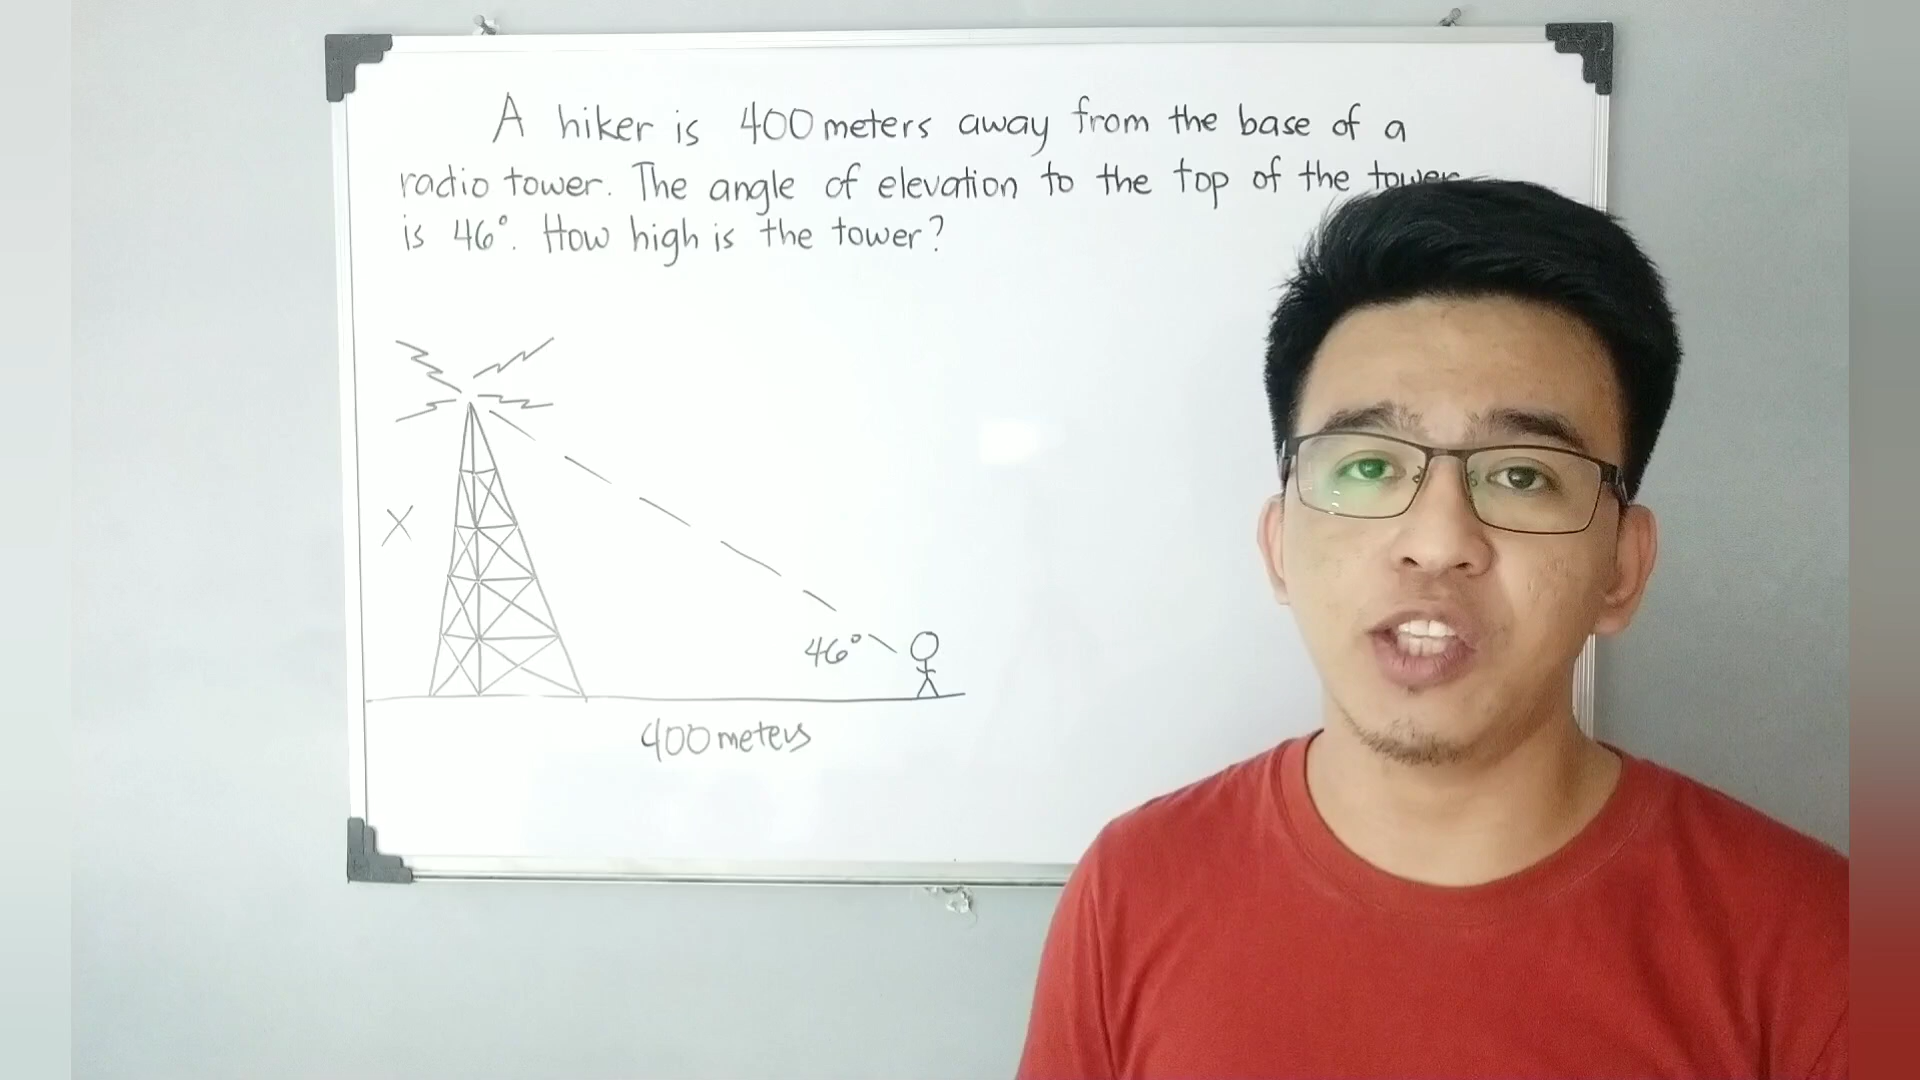 A hiker is 400 meters away from the base of a
radio tower. The angle of elevation to the top of the tower
is 46°. How high is the tower?
X
46°
400 meters